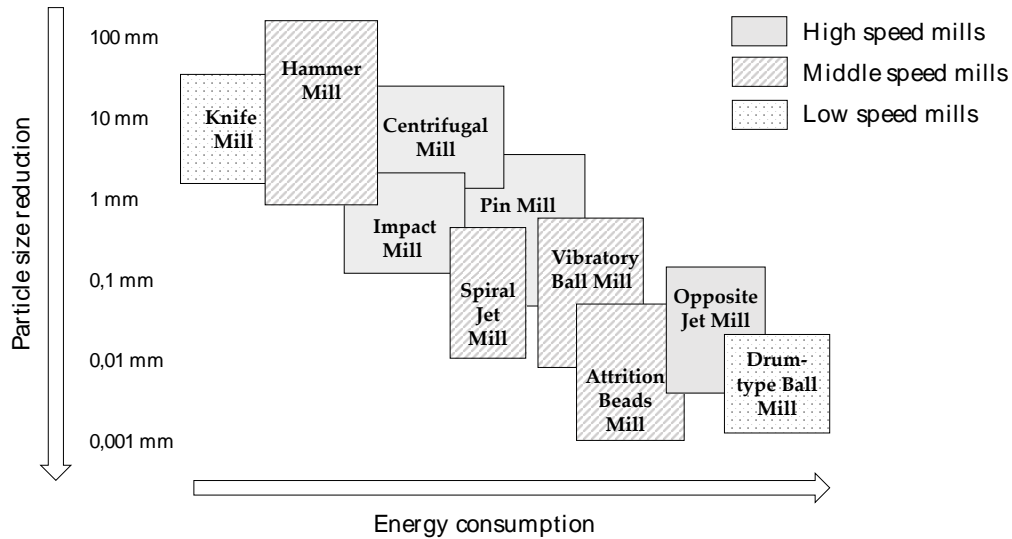 Particle size reduction
100 mm
10 mm
1 mm
0,1 mm
0,01 mm
0,001 mm
Knife
Mill
Hammer
Mill
Centrifugal
Mill
Impact
Mill
Pin Mill
Spiral
Jet
Mill
Vibratory
Ball Mill
Attrition
Beads
Mill
Opposite
Jet Mill
Drum-
type Ball
Mill
High speed mills
Middle speed mills
Low speed mills
Energy consumption